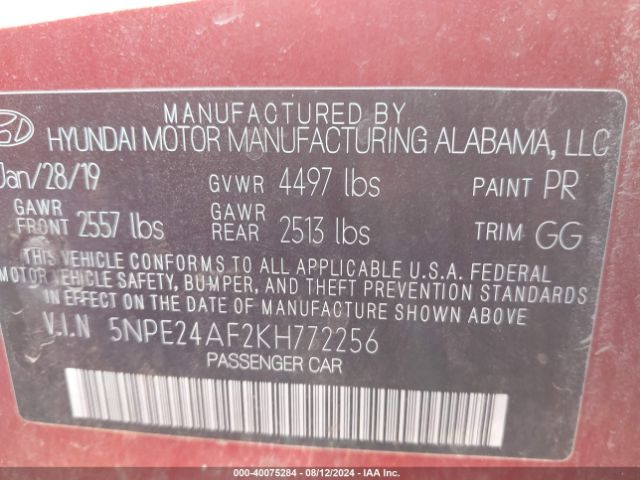 MANUFACTURED BY
HYUNDAI MOTOR MANUFACTURING ALABAMA, LLC
Jan/28/19 GVWR 4497 lbs PAINT PR
GAWR FRONT 2557 lbs GAWR REAR 2513 lbs TRIM GG
THIS VEHICLE CONFORMS TO ALL APPLICABLE U.S.A. FEDERAL
MOTOR VEHICLE SAFETY, BUMPER, AND THEFT PREVENTION STANDARDS
IN EFFECT ON THE DATE OF MANUFACTURE SHOWN ABOVE
V.I.N 5NPE24AF2KH772256
PASSENGER CAR
000-40075284 - 08/12/2024 - IAA Inc.